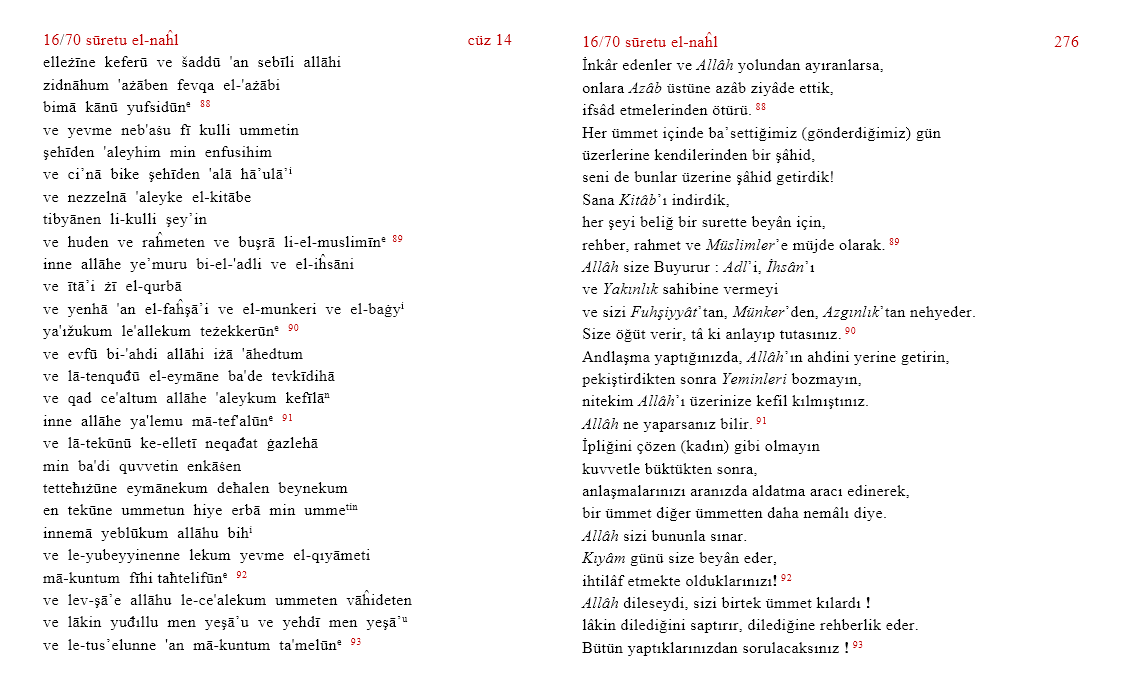 16/70 sūretu el-naĥl cüz 14
elleżīne keferū ve šaddū 'an sebīli allāhi
zidnāhum 'ażāben fevqa el-'ażābi
bimā kānū yufsidūnᵉ 88
ve yevme neb'aŝu fī kulli ummetin
şehīden 'aleyhim min enfusihim
ve ci’nā bike şehīden 'alā hā’ulā’ⁱ
ve nezzelnā 'aleyke el-kitābe
tibyānen li-kulli şey’in
ve huden ve raĥmeten ve buşrā li-el-muslimīnᵉ 89
inne allāhe ye’muru bi-el-'adli ve el-iĥsāni
ve ītā’i żī el-qurbā
ve yenhā 'an el-faĥşā’i ve el-munkeri ve el-baġyⁱ
ya'ıžukum le'allekum teżekkerūnᵉ 90
ve evfū bi-'ahdi allāhi iżā 'āhedtum
ve lā-tenquđū el-eymāne ba'de tevkīdihā
ve qad ce'altum allāhe 'aleykum kefīlāⁿ
inne allāhe ya'lemu mā-tef'alūnᵉ 91
ve lā-tekūnū ke-elletī neqađat ġazlehā
min ba'di quvvetin enkāŝen
tetteħıżūne eymānekum deħalen beynekum
en tekūne ummetun hiye erbā min ummeᵗⁱⁿ
innemā yeblūkum allāhu bihⁱ
ve le-yubeyyinenne lekum yevme el-qıyāmeti
mā-kuntum fīhi taħtelifūnᵉ 92
ve lev-şā’e allāhu le-ce'alekum ummeten vāĥideten
ve lākin yuđıllu men yeşā’u ve yehdī men yeşā’ᵘ
ve le-tus’elunne 'an mā-kuntum ta'melūnᵉ 93
16/70 sūretu el-naĥl 276
İnkâr edenler ve Allâh yolundan ayıranlarsa,
onlara Azâb üstüne azâb ziyâde ettik,
ifsâd etmelerinden ötürü. 88
Her ümmet içinde ba’settiğimiz (gönderdiğimiz) gün
üzerlerine kendilerinden bir şâhid,
seni de bunlar üzerine şâhid getirdik!
Sana Kitâb’ı indirdik,
her şeyi beliğ bir surette beyân için,
rehber, rahmet ve Müslimler’e müjde olarak. 89
Allâh size Buyurur : Adl’i, İhsân’ı
ve Yakınlık sahibine vermeyi
ve sizi Fuhşiyyât’tan, Münker’den, Azgınlık’tan nehyeder.
Size öğüt verir, tâ ki anlayıp tutasınız. 90
Andlaşma yaptığınızda, Allâh’ın ahdini yerine getirin,
pekiştirdikten sonra Yeminleri bozmayın,
nitekim Allâh’ı üzerinize kefil kılmıştınız.
Allâh ne yaparsanız bilir. 91
İpliğini çözen (kadın) gibi olmayın
kuvvetle büktükten sonra,
anlaşmalarınızı aranızda aldatma aracı edinerek,
bir ümmet diğer ümmetten daha nemâlı diye.
Allâh sizi bununla sınar.
Kıyâm günü size beyân eder,
ihtilâf etmekte olduklarınızı! 92
Allâh dileseydi, sizi birtek ümmet kılardı !
lâkin dilediğini saptırır, dilediğine rehberlik eder.
Bütün yaptıklarınızdan sorulacaksınız ! 93